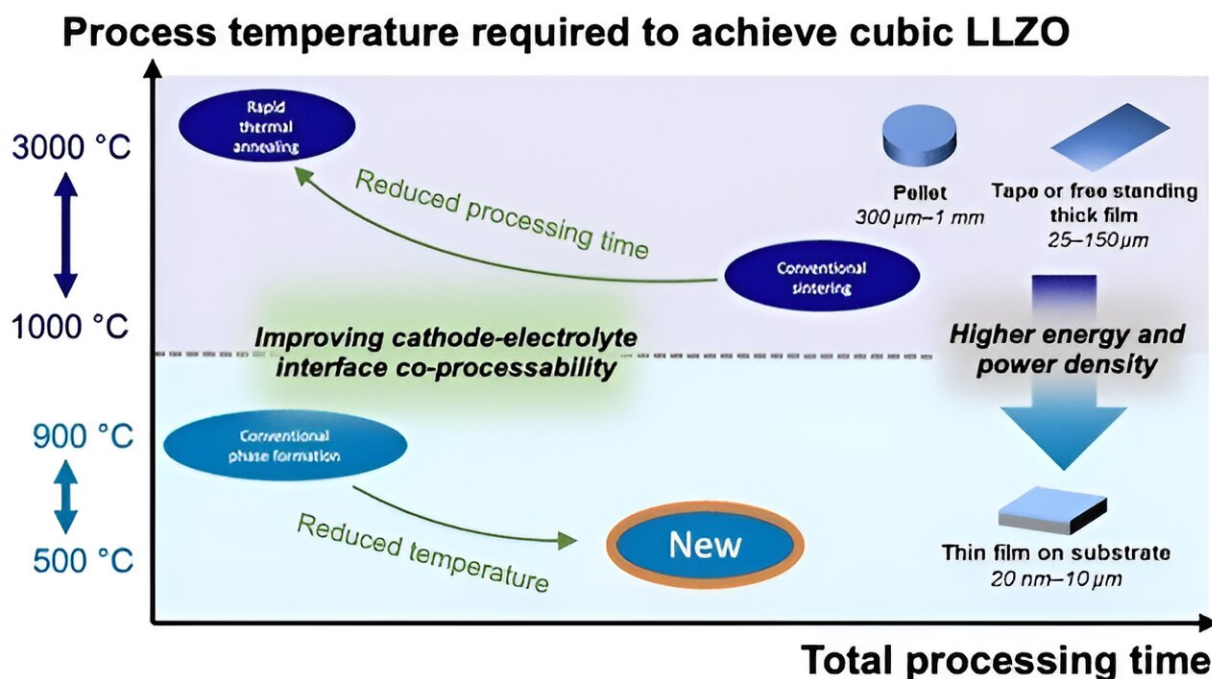 Process temperature required to achieve cubic LLZO
3000 °C
1000 °C
900 °C
500 °C
Rapid
thermal
annealing
Reduced processing time
Conventional
sintering
Pellet
300 µm–1 mm
Tape or free standing
thick film
25–150 µm
Improving cathode-electrolyte
interface co-processability
Higher energy and
power density
Conventional
phase formation
Reduced temperature
New
Thin film on substrate
20 nm–10 µm
Total processing time